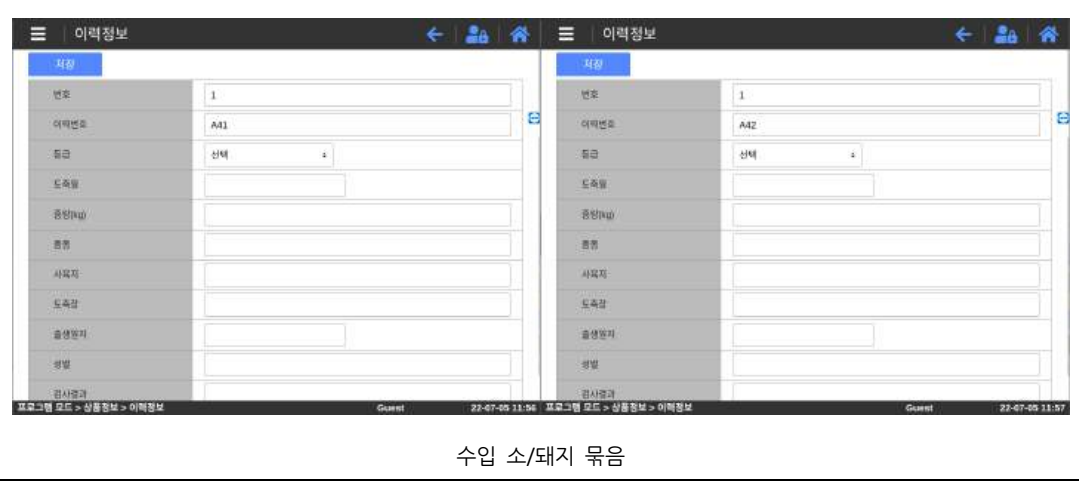 이력정보
저장
번호 1
이력번호 A41
등급 선택
도축일
중량(kg)
품종
사육지
도축장
출생일자
성별
검사결과
프로그램 모드 > 상품정보 > 이력정보 Guest 22-07-05 11:56
이력정보
저장
번호 1
이력번호 A42
등급 선택
도축일
중량(kg)
품종
사육지
도축장
출생일자
성별
검사결과
프로그램 모드 > 상품정보 > 이력정보 Guest 22-07-05 11:57
수입 소/돼지 묶음